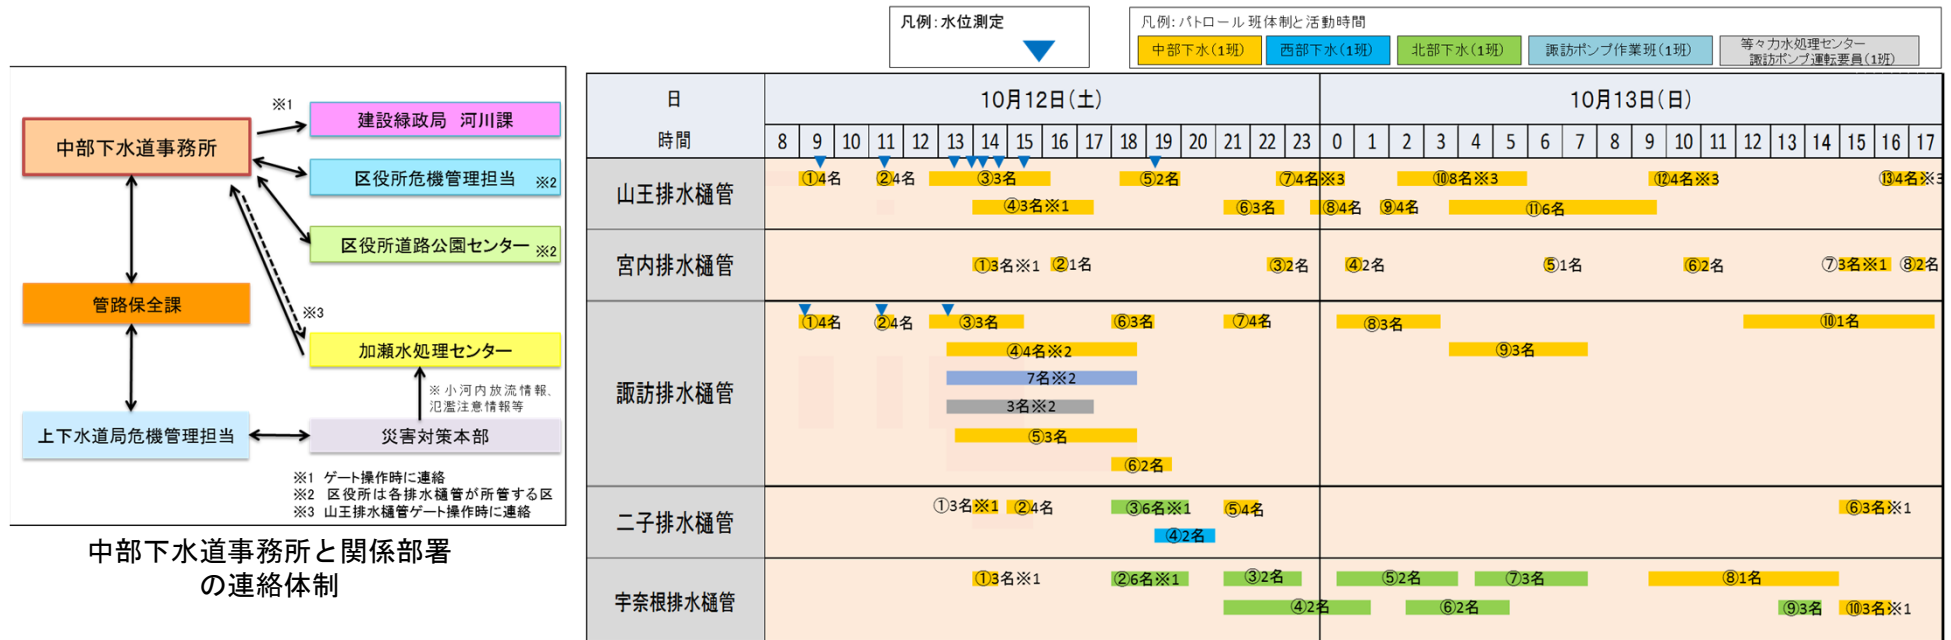 凡例：水位測定
凡例：パトロール班体制と活動時間
中部下水（1班）
西部下水（1班）
北部下水（1班）
諏訪ポンプ作業班（1班）
等々力水処理センター
諏訪ポンプ運転要員（1班）
※1
建設緑政局　河川課
中部下水道事務所
区役所危機管理担当 ※2
区役所道路公園センター ※2
管路保全課
※3
加瀬水処理センター
※小河内放流情報、
氾濫注意情報等
上下水道局危機管理担当
災害対策本部
※1　ゲート操作時に連絡
※2　区役所は各排水樋管が所管する区
※3　山王排水樋管ゲート操作時に連絡
中部下水道事務所と関係部署
の連絡体制
日 10月12日（土） 10月13日（日）
時間 8 9 10 11 12 13 14 15 16 17 18 19 20 21 22 23 0 1 2 3 4 5 6 7 9 10 11 12 13 14 15 16 17
山王排水樋管
①4名 ②4名 ③3名 ⑤2名 ⑦4名※3 ⑩8名※3 ⑫4名※3 ⑬4名※3
④3名※1 ⑥3名 ⑧4名 ⑨4名 ⑪6名
宮内排水樋管
①3名※1 ②1名 ③2名 ④2名 ⑤1名 ⑥2名 ⑦3名※1 ⑧2名
諏訪排水樋管
①4名 ②4名 ③3名 ⑥3名 ⑦4名 ⑧3名 ⑩1名
④4名※2 ⑨3名
7名※2
3名※2
⑤3名
⑥2名
二子排水樋管
①3名※1 ②4名 ③6名※1 ⑤4名 ⑥3名※1
④2名
宇奈根排水樋管
①3名※1 ②6名※1 ③2名 ⑤2名 ⑦3名 ⑧1名
④2名 ⑥2名 ⑨3名 ⑩3名※1